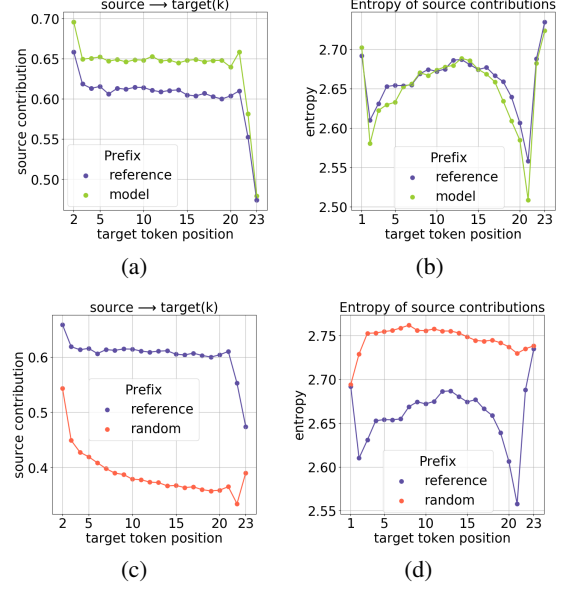 source ⟶ target(k)
0.70
0.65
0.60
0.55
0.50
source contribution
Prefix
reference
model
2 5 10 15 20 23
target token position
(a)
Entropy of source contributions
2.70
2.65
2.60
2.55
2.50
entropy
Prefix
reference
model
1 5 10 15 20 23
target token position
(b)
source ⟶ target(k)
0.6
0.5
0.4
source contribution
Prefix
reference
random
2 5 10 15 20 23
target token position
(c)
Entropy of source contributions
2.75
2.70
2.65
2.60
2.55
entropy
Prefix
reference
random
1 5 10 15 20 23
target token position
(d)